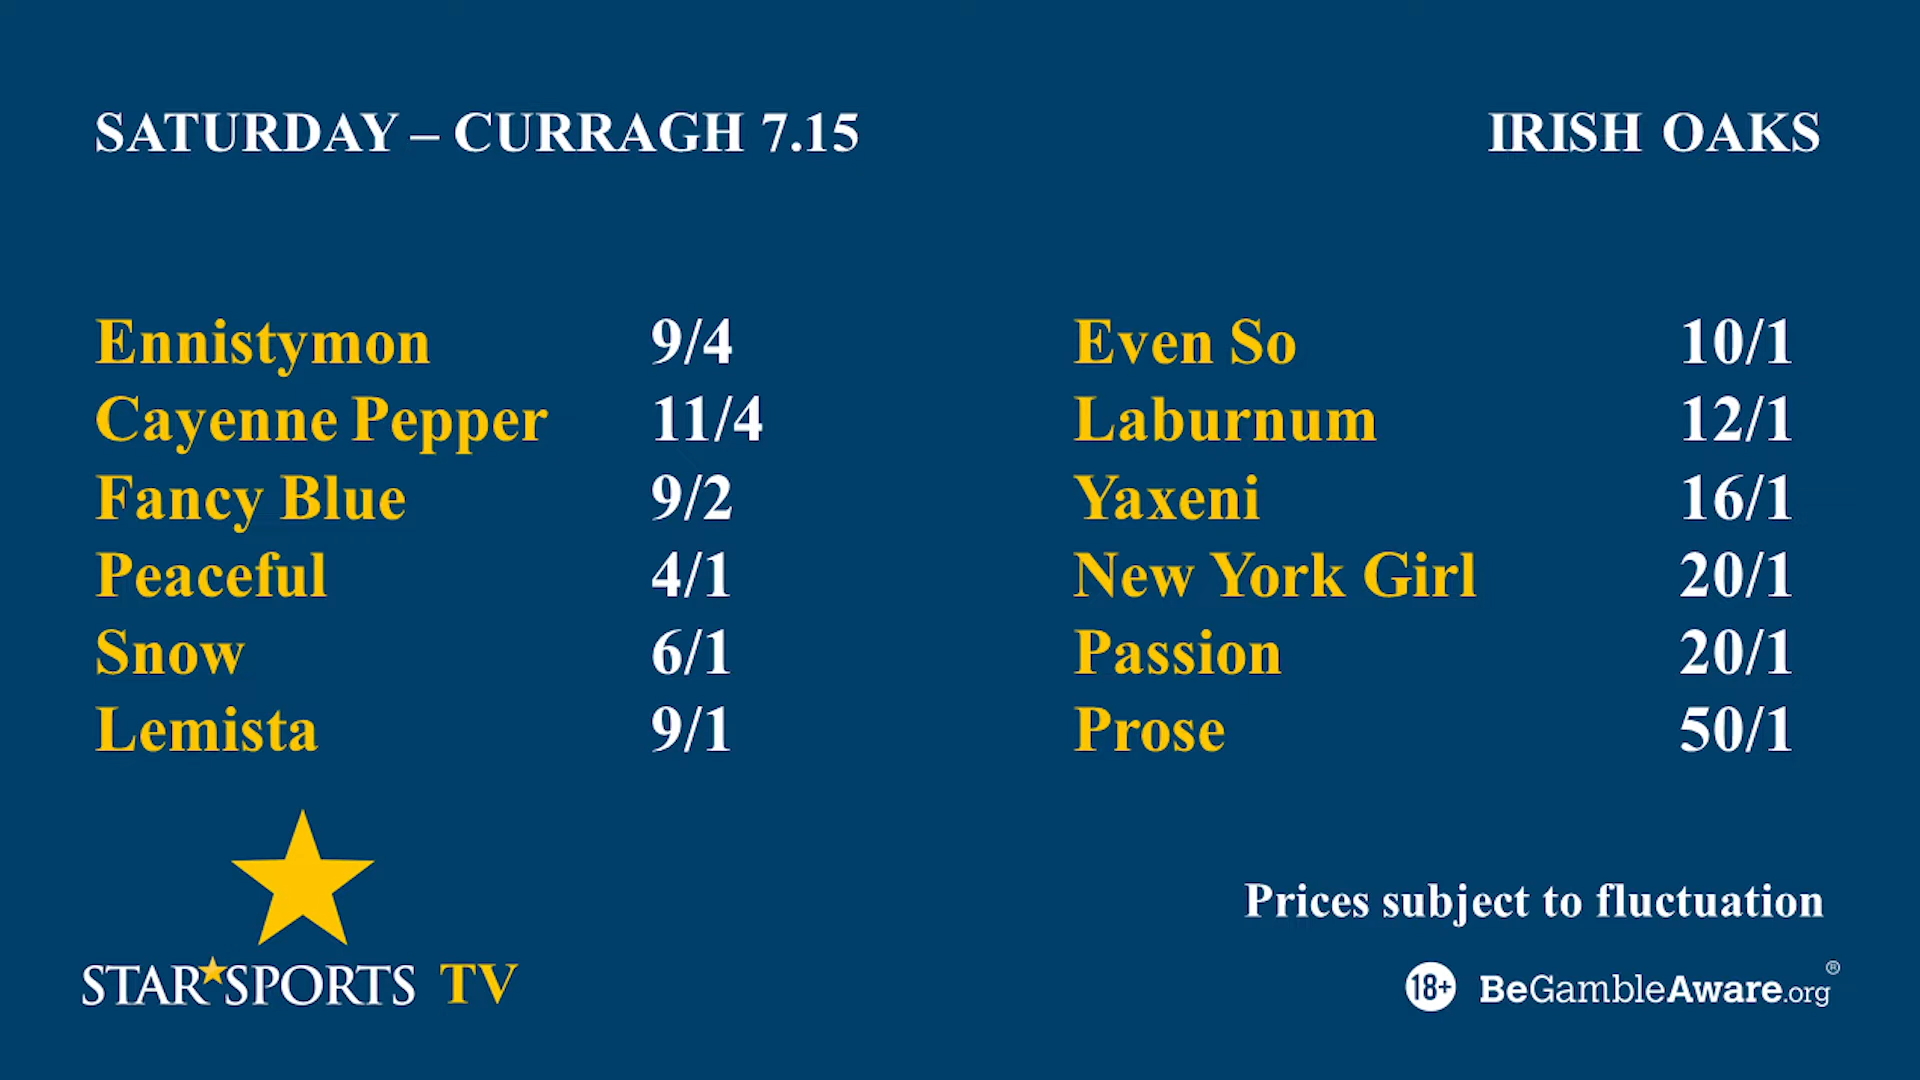 SATURDAY – CURRAGH 7.15 IRISH OAKS
Ennistymon 9/4
Cayenne Pepper 11/4
Fancy Blue 9/2
Peaceful 4/1
Snow 6/1
Lemista 9/1
Even So 10/1
Laburnum 12/1
Yaxeni 16/1
New York Girl 20/1
Passion 20/1
Prose 50/1
Prices subject to fluctuation
STAR SPORTS TV
18+ BeGambleAware.org®